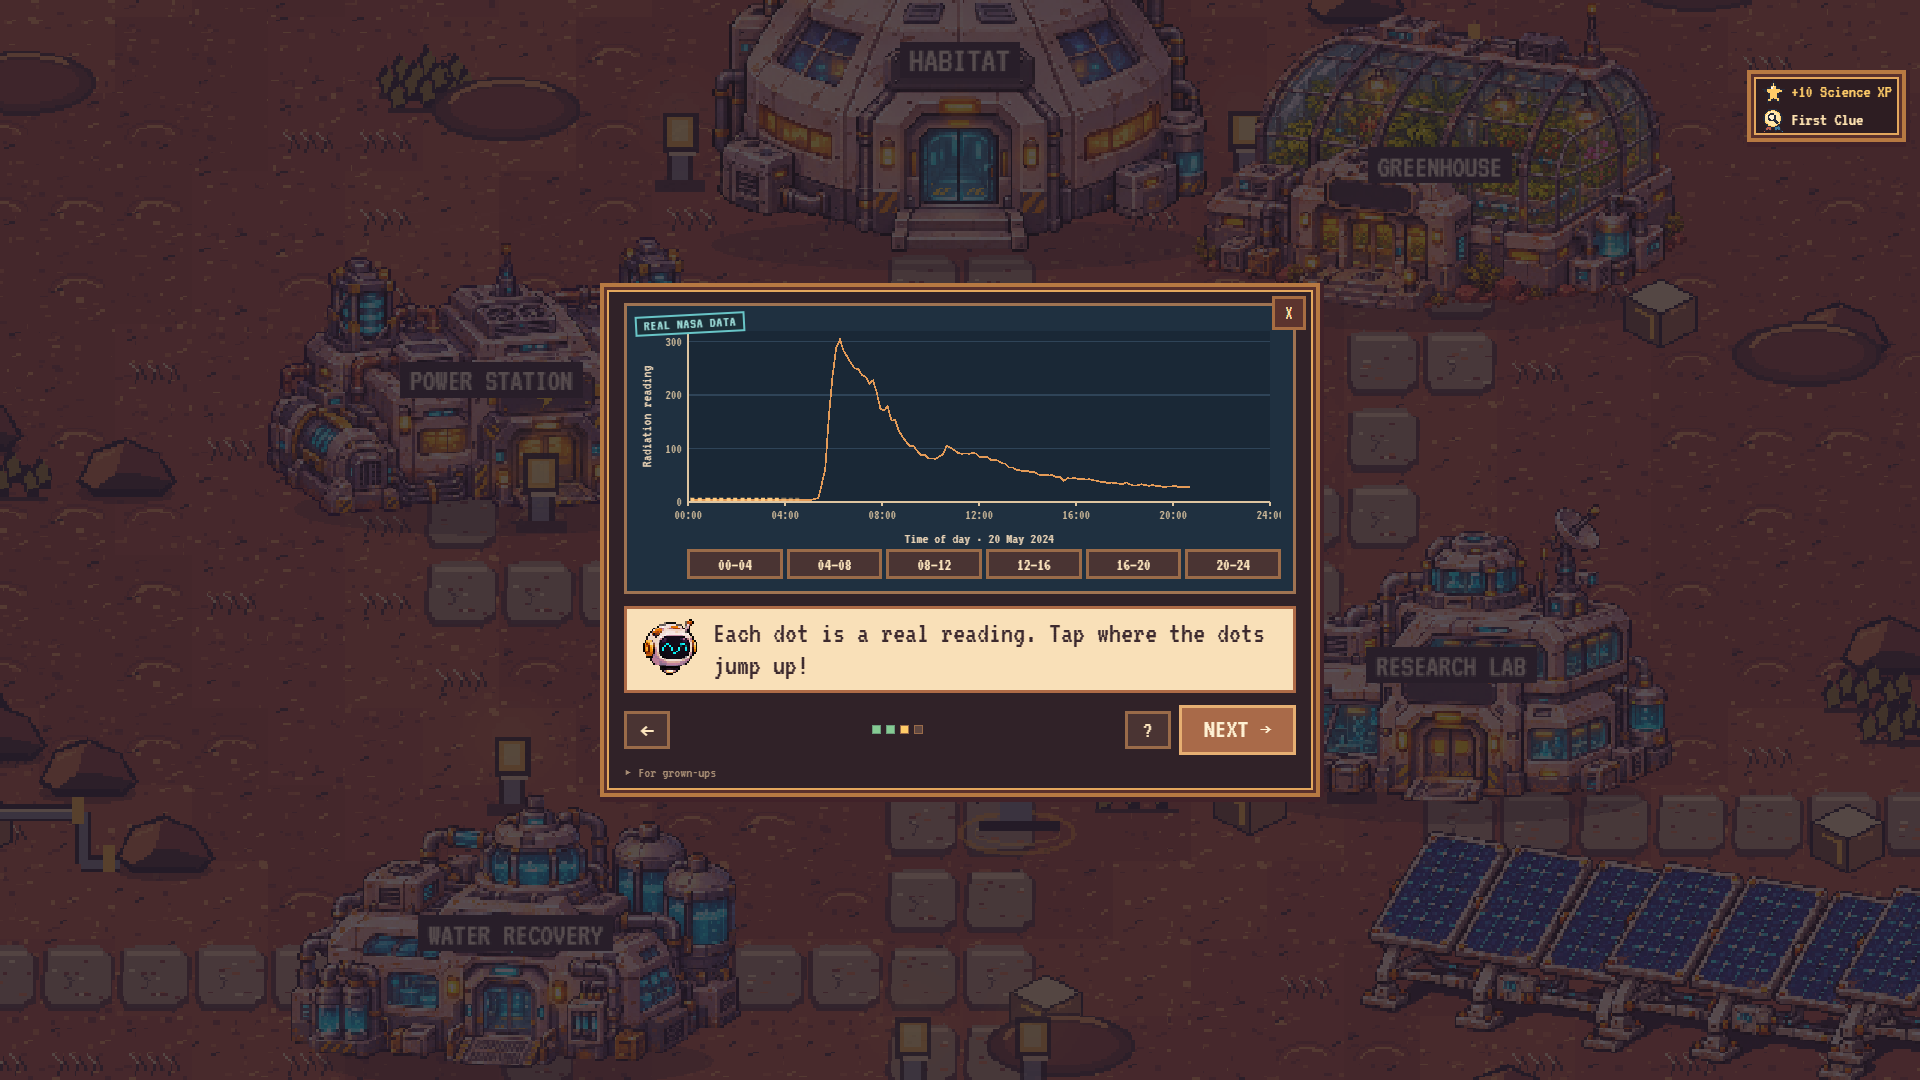 HABITAT
+10 Science XP
First Clue
GREENHOUSE
POWER STATION
X
REAL NASA DATA
300
200
100
0
Radiation reading
00:00 04:00 08:00 12:00 16:00 20:00 24:0
Time of day · 20 May 2024
00–04 04–08 08–12 12–16 16–20 20–24
Each dot is a real reading. Tap where the dots
jump up!
RESEARCH LAB
← ? NEXT →
▸ For grown-ups
WATER RECOVERY